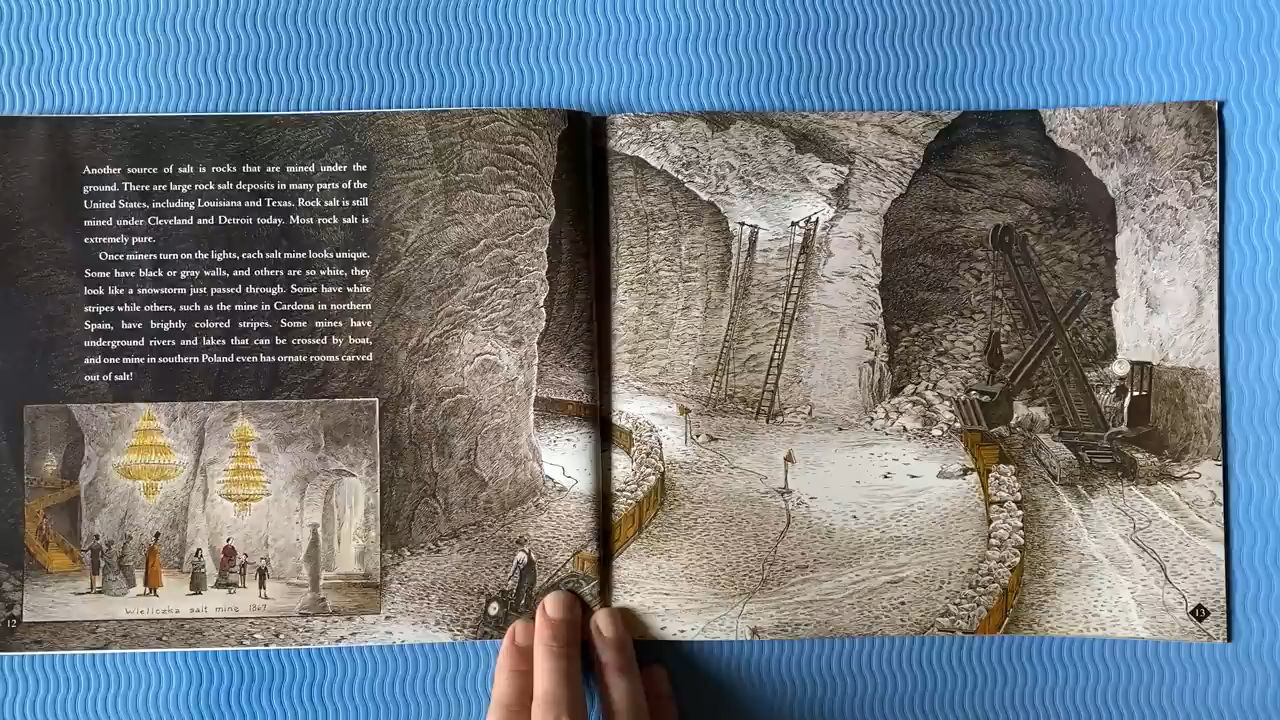 Another source of salt is rocks that are mined under the
ground. There are large rock salt deposits in many parts of the
United States, including Louisiana and Texas. Rock salt is still
mined under Cleveland and Detroit today. Most rock salt is
extremely pure.
Once miners turn on the lights, each salt mine looks unique.
Some have black or gray walls, and others are so white, they
look like a snowstorm just passed through. Some have white
stripes while others, such as the mine in Cardona in northern
Spain, have brightly colored stripes. Some mines have
underground rivers and lakes that can be crossed by boat,
and one mine in southern Poland even has ornate rooms carved
out of salt!
Wieliczka salt mine 1867
12
13